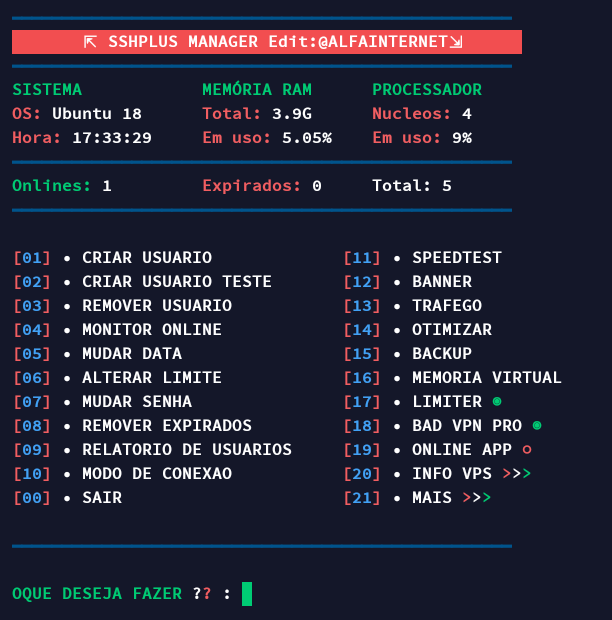 ⇱ SSHPLUS MANAGER Edit:@ALFAINTERNET⇲
SISTEMA MEMÓRIA RAM PROCESSADOR
OS: Ubuntu 18 Total: 3.9G Nucleos: 4
Hora: 17:33:29 Em uso: 5.05% Em uso: 9%
Onlines: 1 Expirados: 0 Total: 5
[01] • CRIAR USUARIO [11] • SPEEDTEST
[02] • CRIAR USUARIO TESTE [12] • BANNER
[03] • REMOVER USUARIO [13] • TRAFEGO
[04] • MONITOR ONLINE [14] • OTIMIZAR
[05] • MUDAR DATA [15] • BACKUP
[06] • ALTERAR LIMITE [16] • MEMORIA VIRTUAL
[07] • MUDAR SENHA [17] • LIMITER ◉
[08] • REMOVER EXPIRADOS [18] • BAD VPN PRO ◉
[09] • RELATORIO DE USUARIOS [19] • ONLINE APP ○
[10] • MODO DE CONEXAO [20] • INFO VPS >>>
[00] • SAIR [21] • MAIS >>>
OQUE DESEJA FAZER ?? :